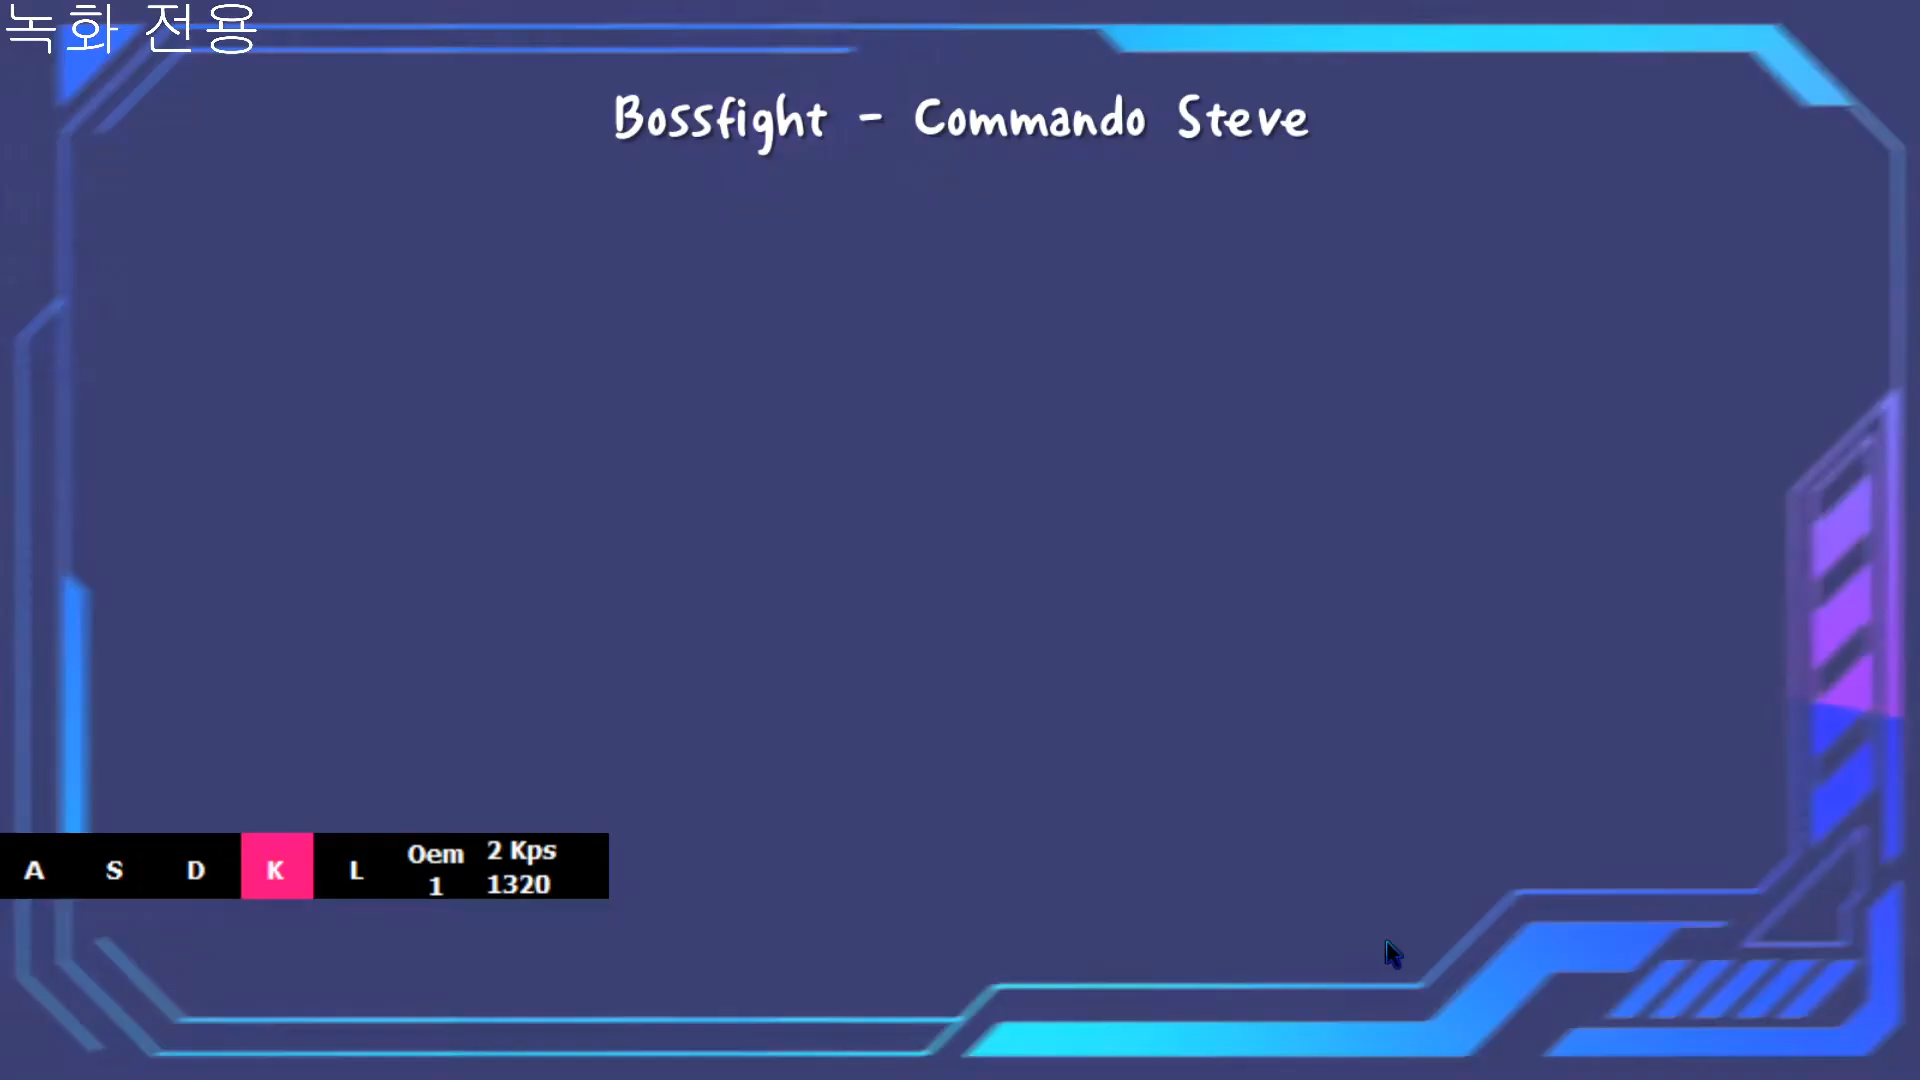 녹화 전용
Bossfight - Commando Steve
A S D K L Oem 1 2 Kps 1320